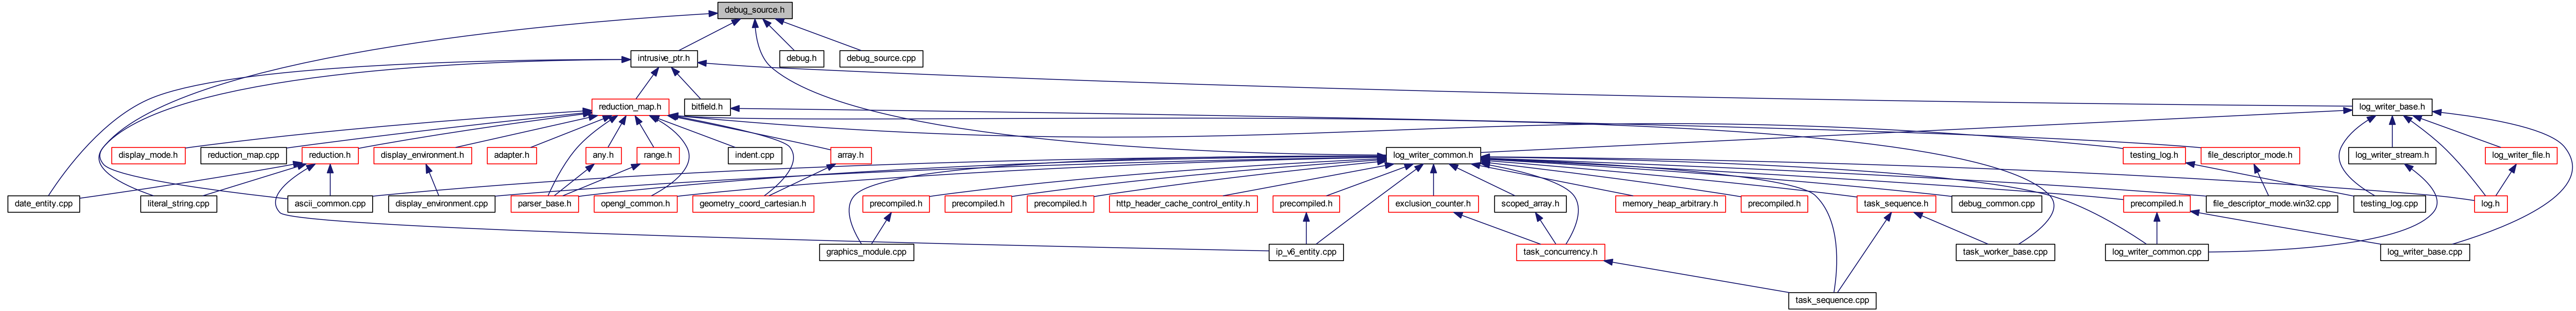 debug_source.h
intrusive_ptr.h
debug.h
debug_source.cpp
reduction_map.h
bitfield.h
log_writer_base.h
display_mode.h
reduction_map.cpp
reduction.h
display_environment.h
adapter.h
any.h
range.h
indent.cpp
array.h
log_writer_common.h
testing_log.h
file_descriptor_mode.h
log_writer_stream.h
log_writer_file.h
date_entity.cpp
literal_string.cpp
ascii_common.cpp
display_environment.cpp
parser_base.h
opengl_common.h
geometry_coord_cartesian.h
precompiled.h
precompiled.h
precompiled.h
http_header_cache_control_entity.h
precompiled.h
exclusion_counter.h
scoped_array.h
memory_heap_arbitrary.h
precompiled.h
task_sequence.h
debug_common.cpp
precompiled.h
file_descriptor_mode.win32.cpp
testing_log.cpp
log.h
graphics_module.cpp
ip_v6_entity.cpp
task_concurrency.h
task_worker_base.cpp
log_writer_common.cpp
log_writer_base.cpp
task_sequence.cpp